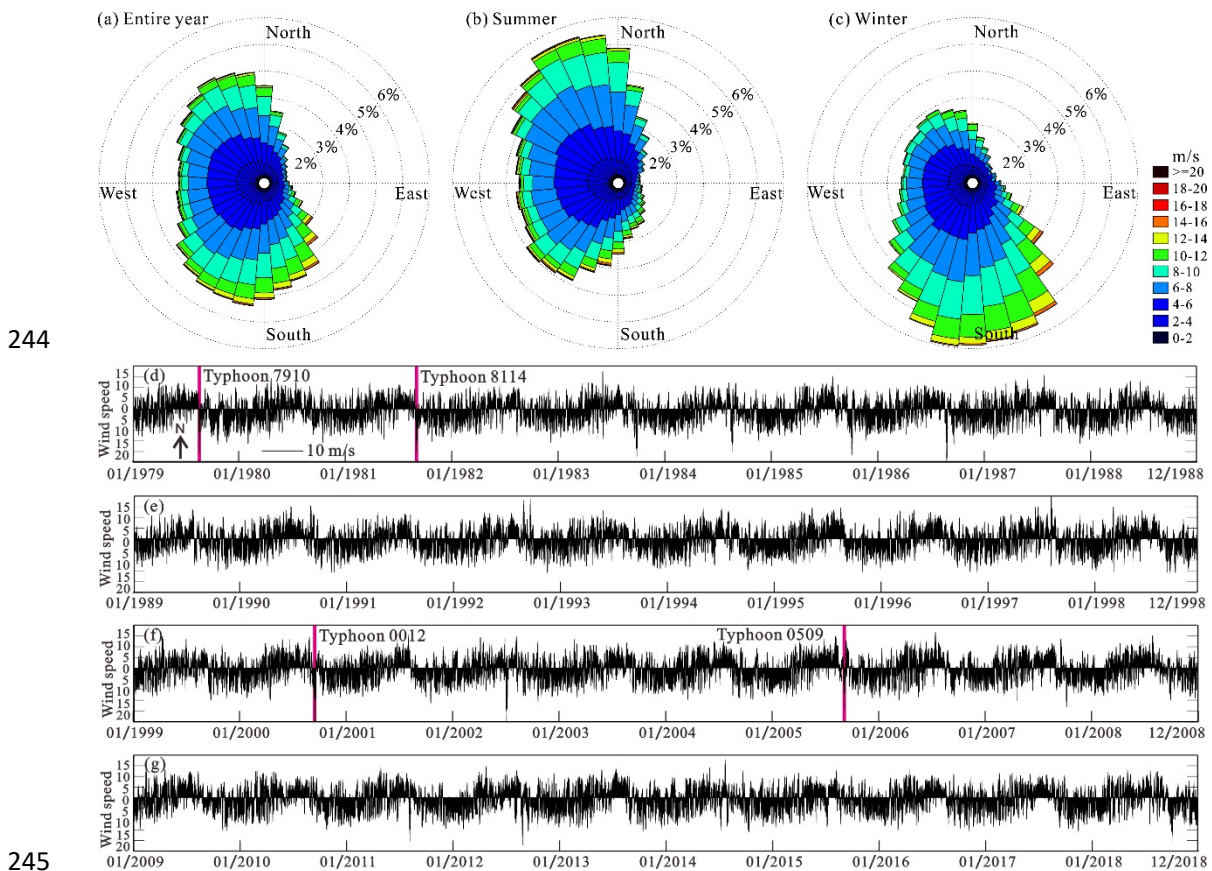 (a) Entire year
North
6%
5%
4%
3%
2%
West
East
South
(b) Summer
North
6%
5%
4%
3%
2%
West
East
South
(c) Winter
North
6%
5%
4%
3%
2%
West
East
South
m/s
>=20
18-20
16-18
14-16
12-14
10-12
8-10
6-8
4-6
2-4
0-2
244
(d)
Typhoon 7910
Typhoon 8114
Wind speed
15
10
5
0
5
10
15
20
N
10 m/s
01/1979 01/1980 01/1981 01/1982 01/1983 01/1984 01/1985 01/1986 01/1987 01/1988 12/1988
(e)
Wind speed
15
10
5
0
5
10
15
20
01/1989 01/1990 01/1991 01/1992 01/1993 01/1994 01/1995 01/1996 01/1997 01/1998 12/1998
(f)
Typhoon 0012
Typhoon 0509
Wind speed
15
10
5
0
5
10
15
20
01/1999 01/2000 01/2001 01/2002 01/2003 01/2004 01/2005 01/2006 01/2007 01/2008 12/2008
(g)
Wind speed
15
10
5
0
5
10
15
20
01/2009 01/2010 01/2011 01/2012 01/2013 01/2014 01/2015 01/2016 01/2017 01/2018 12/2018
245